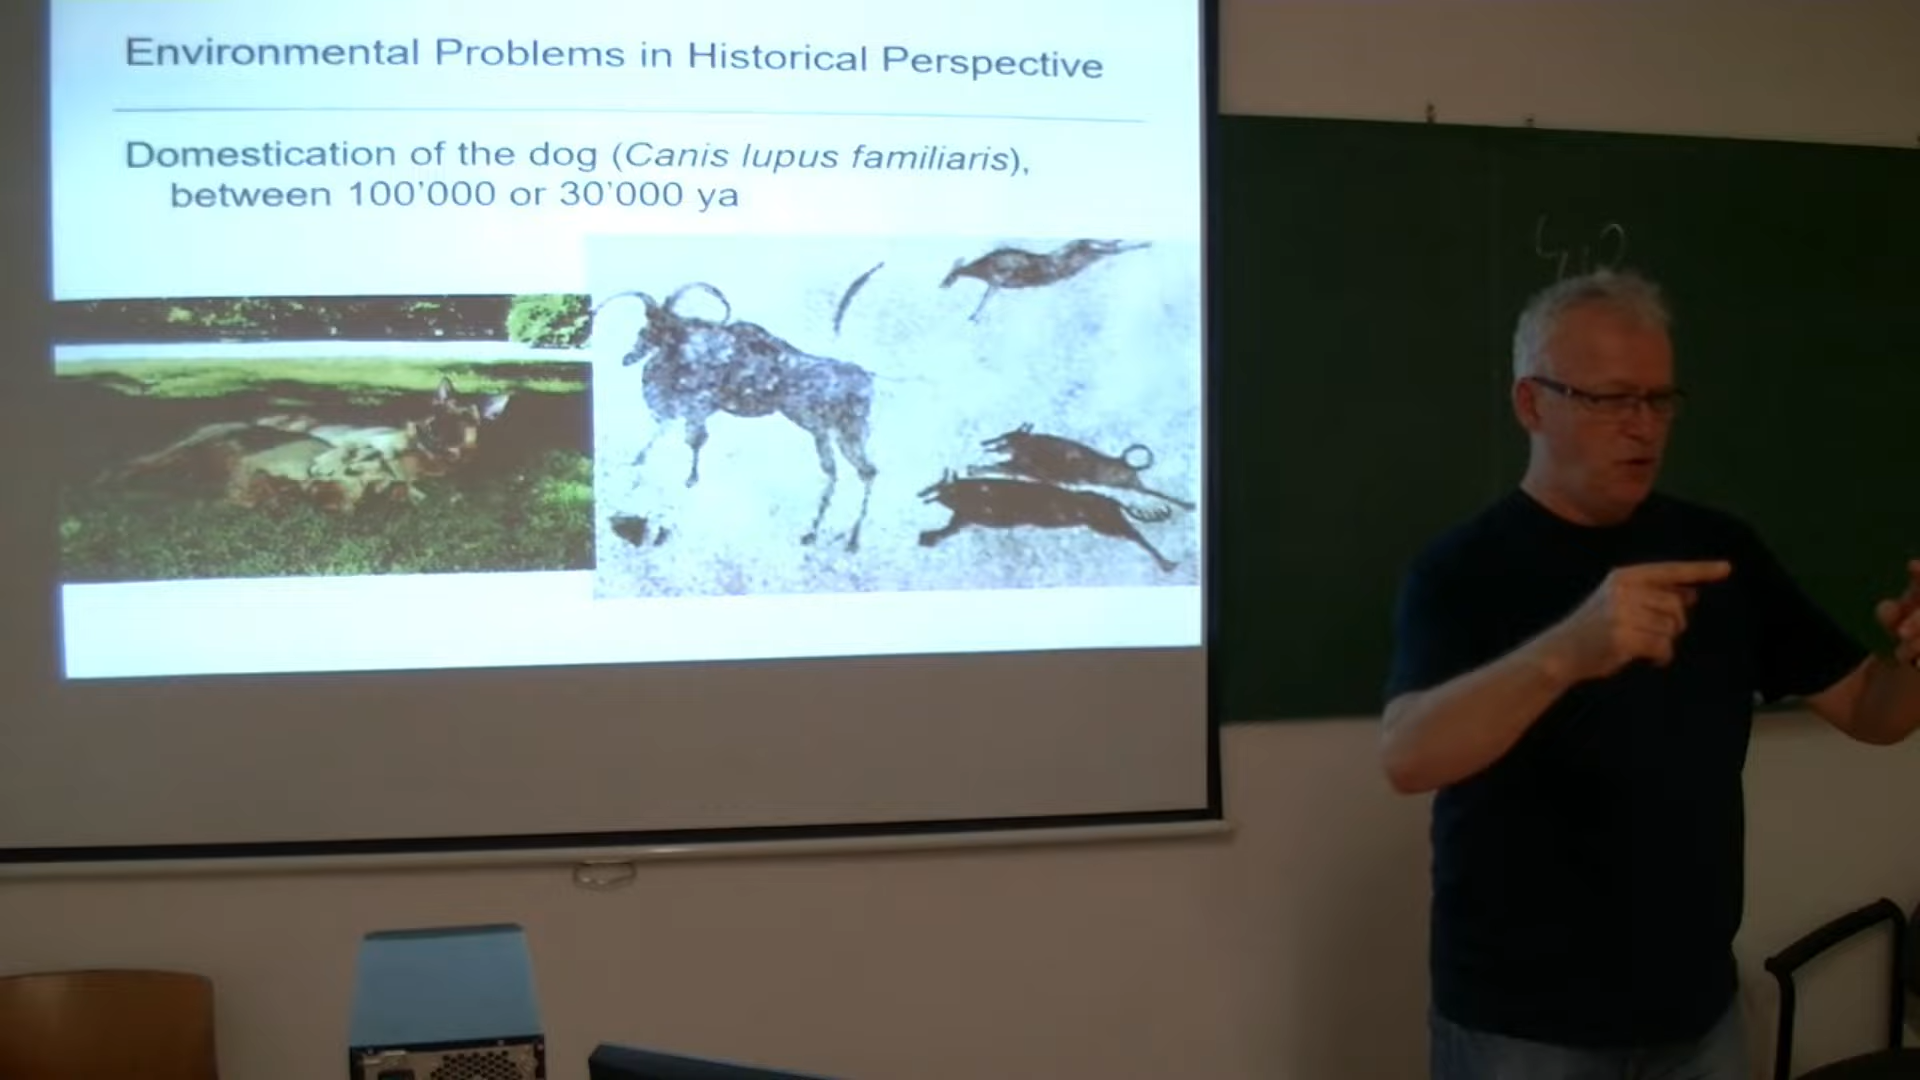 Environmental Problems in Historical Perspective
Domestication of the dog (Canis lupus familiaris),
between 100'000 or 30'000 ya